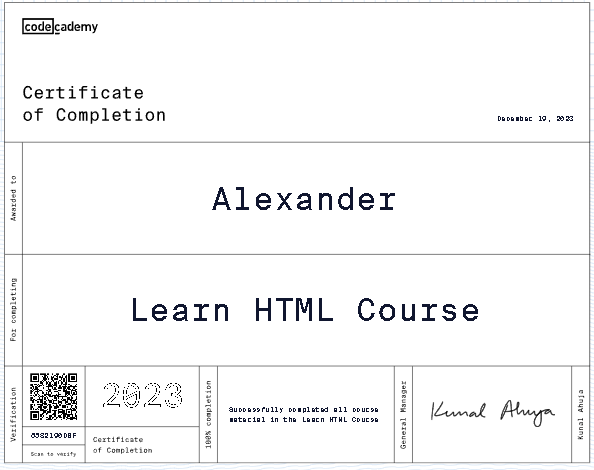 codecademy
Certificate
of Completion
December 19, 2023
Awarded to
Alexander
For completing
Learn HTML Course
Verification
Scan to verify
2023
Certificate
of Completion
100% completion
Successfully completed all course
material in the Learn HTML Course
General Manager
Kunal Ahuja
Kunal Ahuja